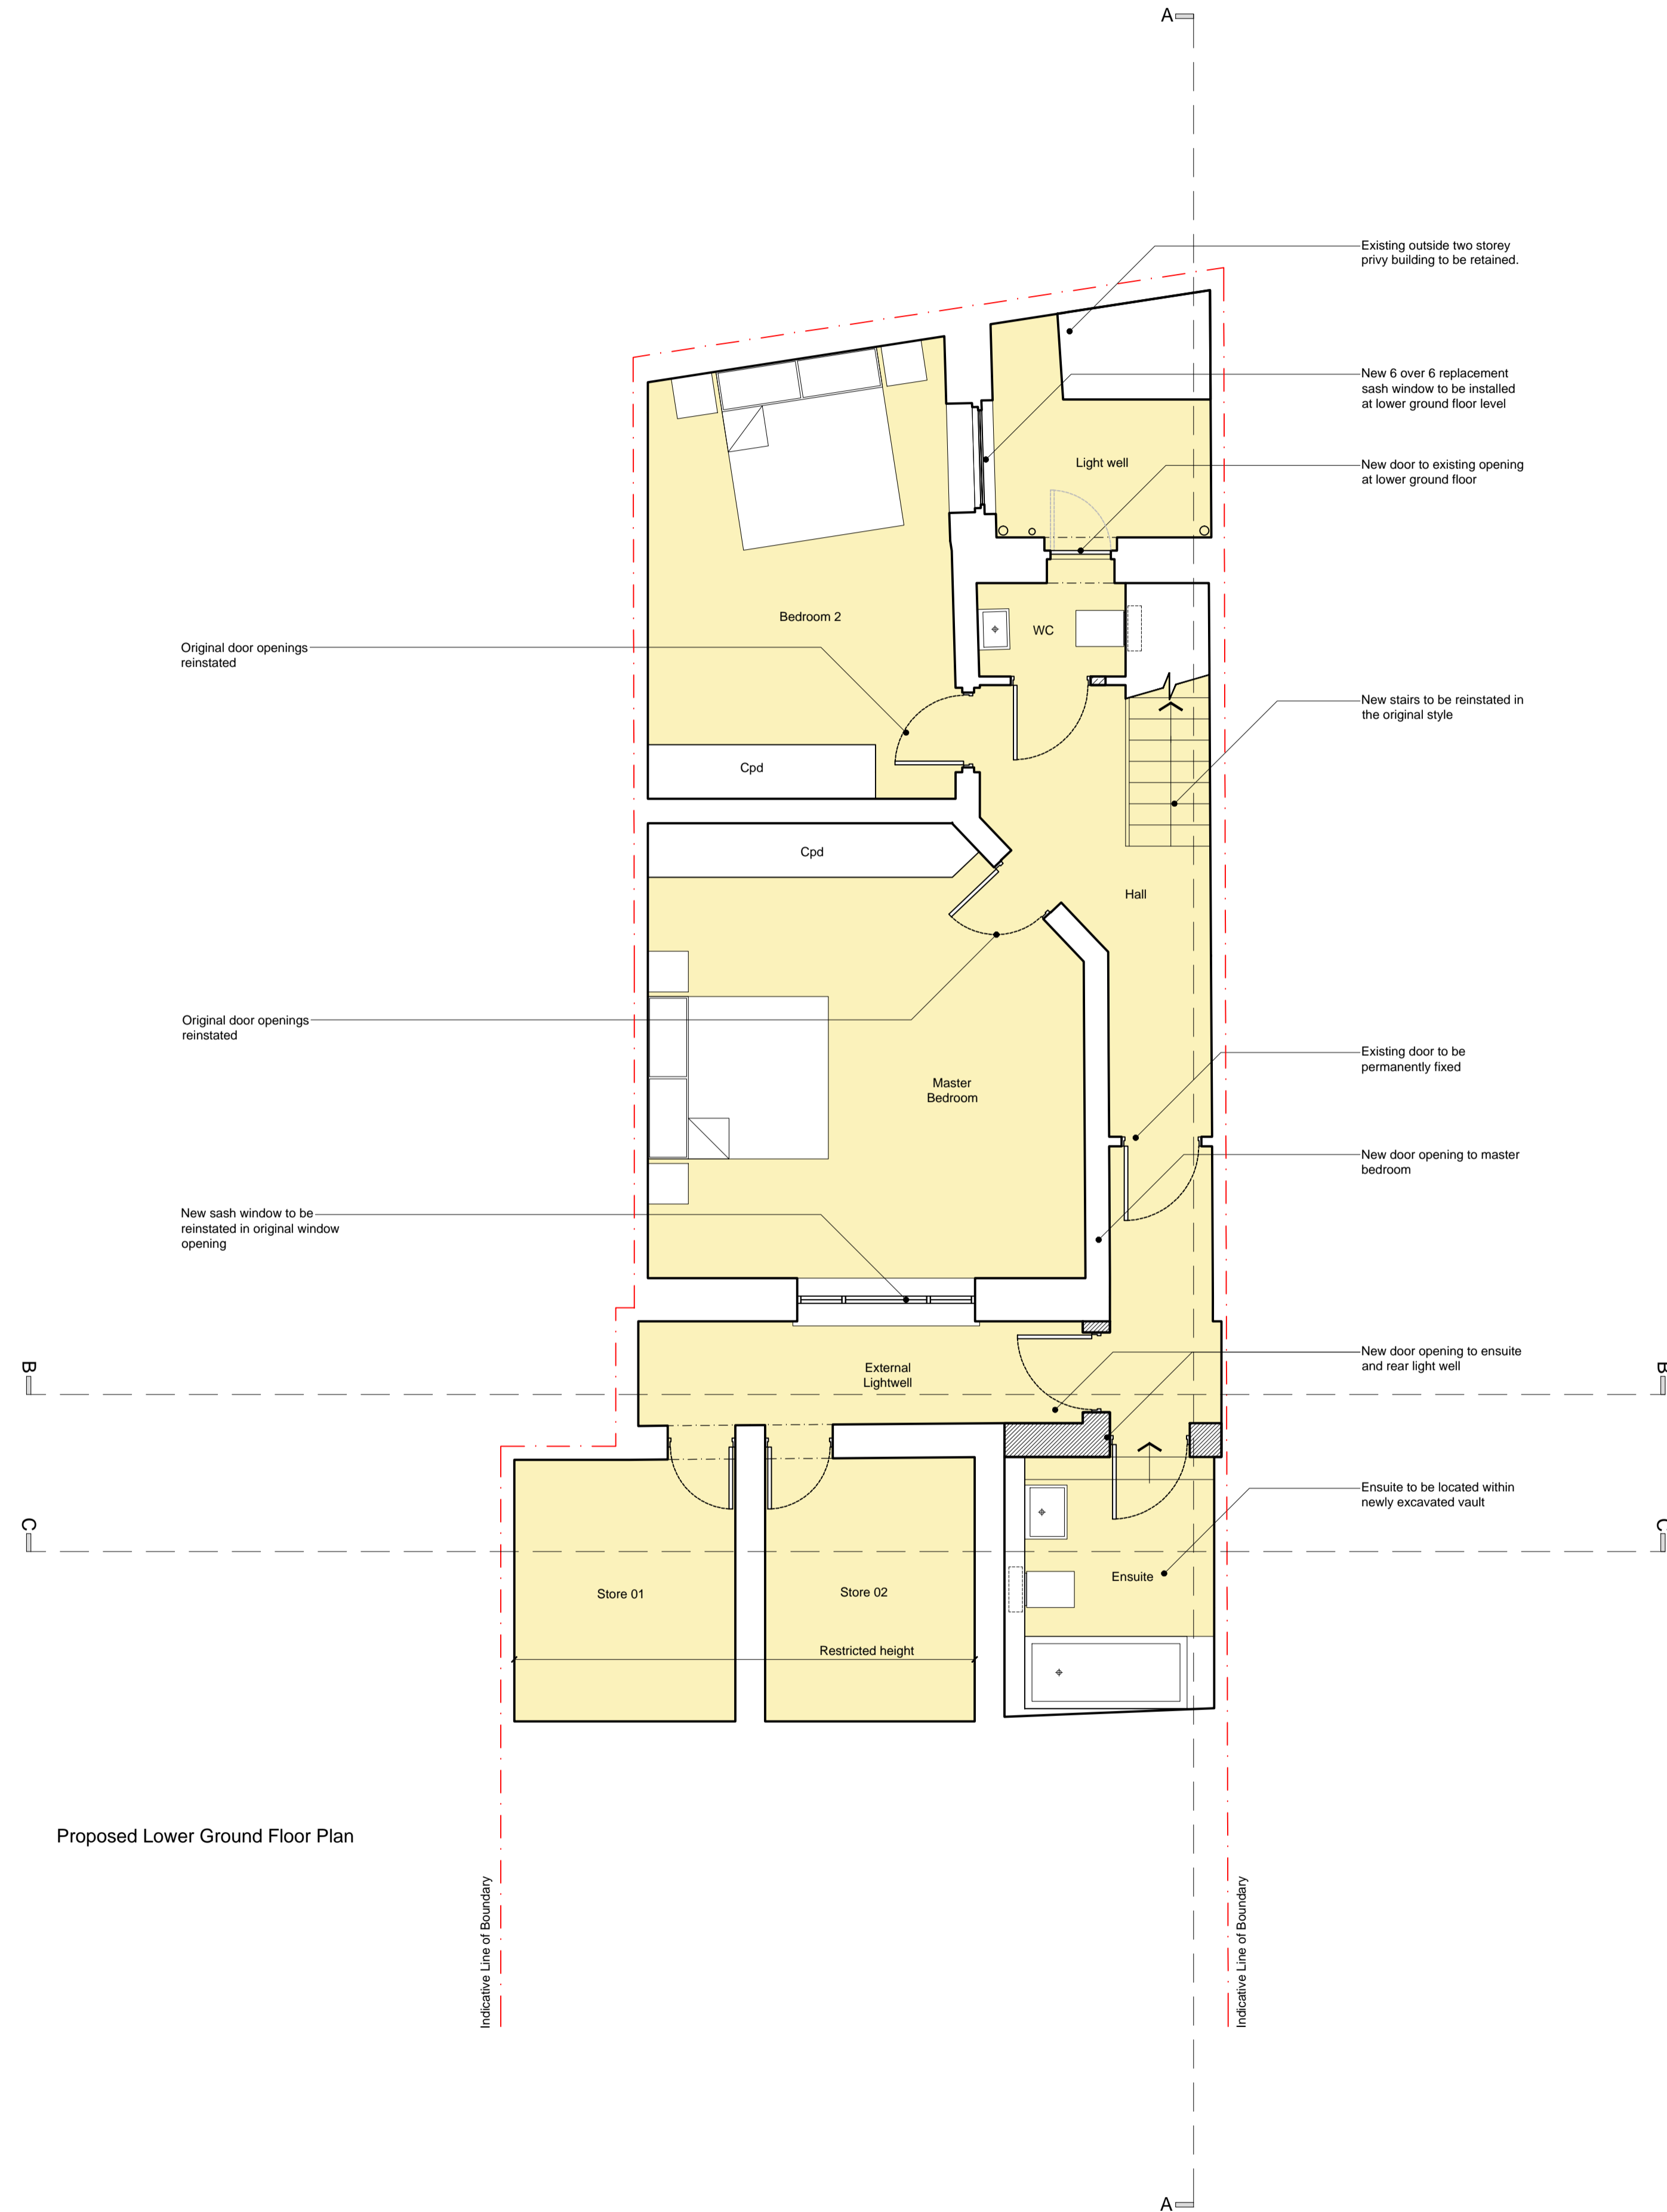 A
Existing outside two storey
privy building to be retained.
New 6 over 6 replacement
sash window to be installed
at lower ground floor level
Light well
New door to existing opening
at lower ground floor
Bedroom 2
WC
Original door openings
reinstated
New stairs to be reinstated in
the original style
Cpd
Cpd
Hall
Original door openings
reinstated
Existing door to be
permanently fixed
Master
Bedroom
New door opening to master
bedroom
New sash window to be
reinstated in original window
opening
New door opening to ensuite
and rear light well
External
Lightwell
B
B
Ensuite to be located within
newly excavated vault
C
C
Ensuite
Store 01
Store 02
Restricted height
Proposed Lower Ground Floor Plan
Indicative Line of Boundary
Indicative Line of Boundary
A